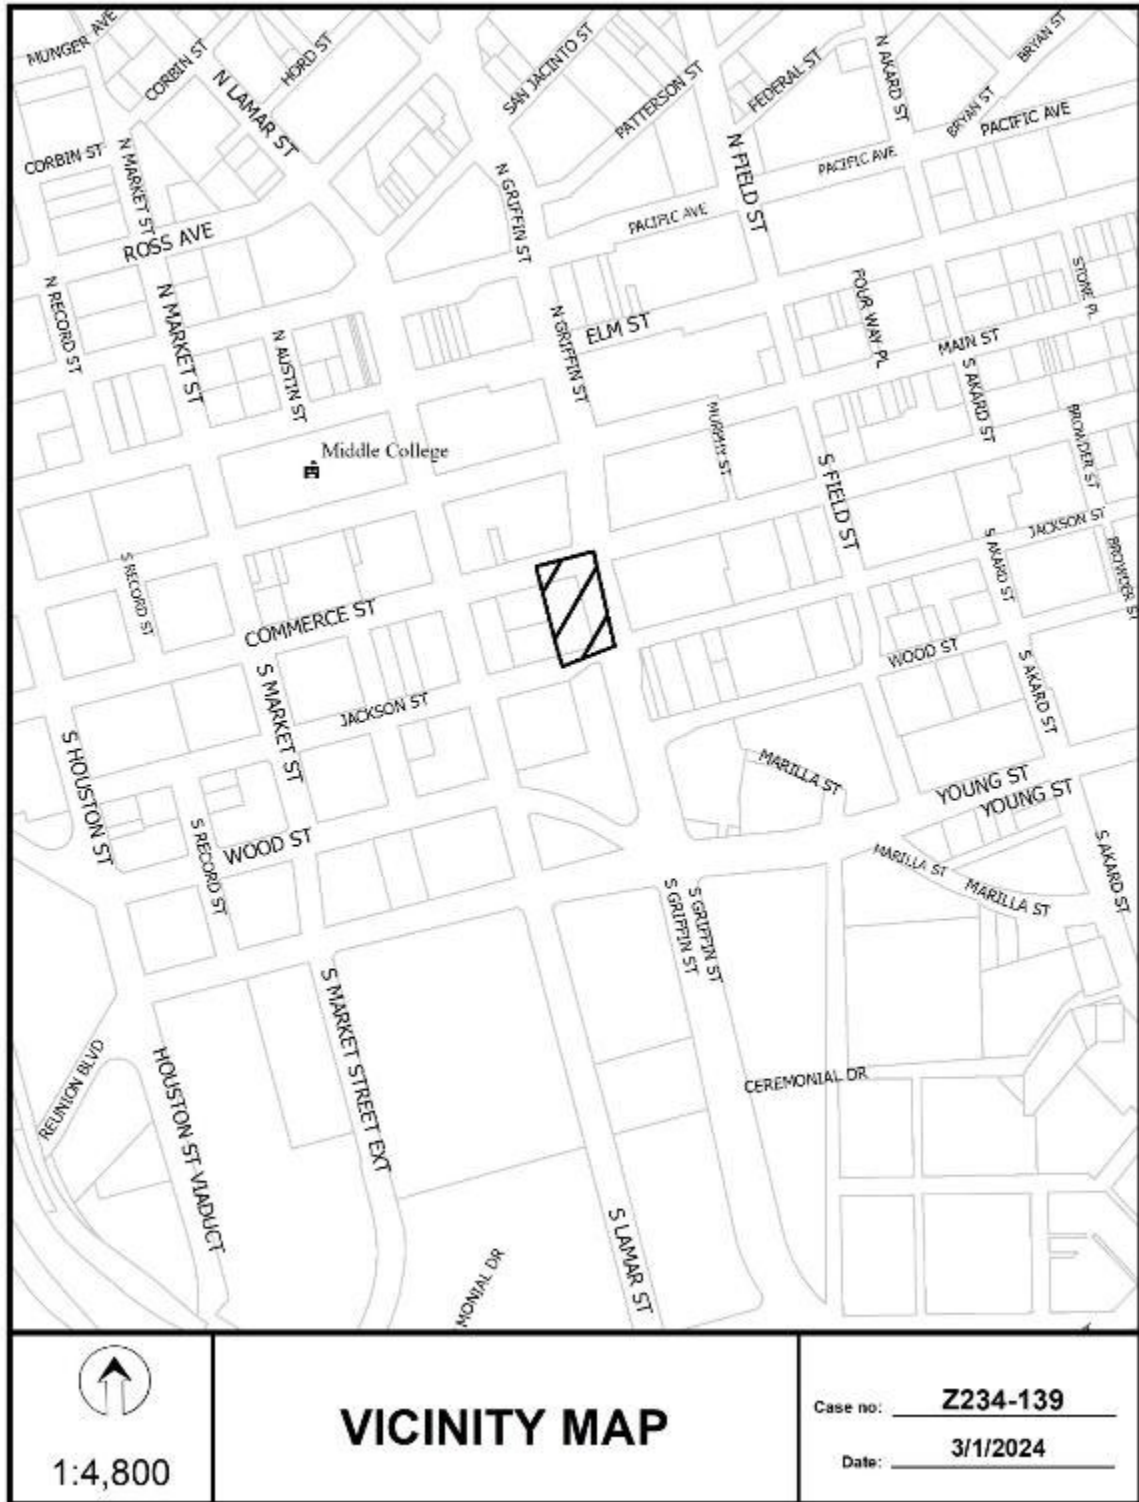 MUNGER AVE
CORBIN ST
HORD ST
N LAMAR ST
SAN JACINTO ST
PATTERSON ST
FEDERAL ST
N AKARD ST
BRYAN ST
BRYAN ST
PACIFIC AVE
CORBIN ST
N MARKET ST
N GRIFFIN ST
N FIELD ST
PACIFIC AVE
ROSS AVE
PACIFIC AVE
N RECORD ST
N MARKET ST
N AUSTIN ST
N GRIFFIN ST
ELM ST
FOUR WAY PL
STONE PL
MAIN ST
S AKARD ST
MURPHY ST
BROWDER ST
Middle College
S FIELD ST
JACKSON ST
S RECORD ST
S AKARD ST
BROWDER ST
COMMERCE ST
WOOD ST
S MARKET ST
JACKSON ST
S AKARD ST
S HOUSTON ST
MARILLA ST
YOUNG ST
YOUNG ST
S RECORD ST
WOOD ST
MARILLA ST
MARILLA ST
S AKARD ST
S GRIFFIN ST
S GRIFFIN ST
S MARKET STREET EXT
REUNION BLVD
HOUSTON ST VIADUCT
CEREMONIAL DR
S LAMAR ST
MONIAL DR
1:4,800
VICINITY MAP
Case no: Z234-139
Date: 3/1/2024